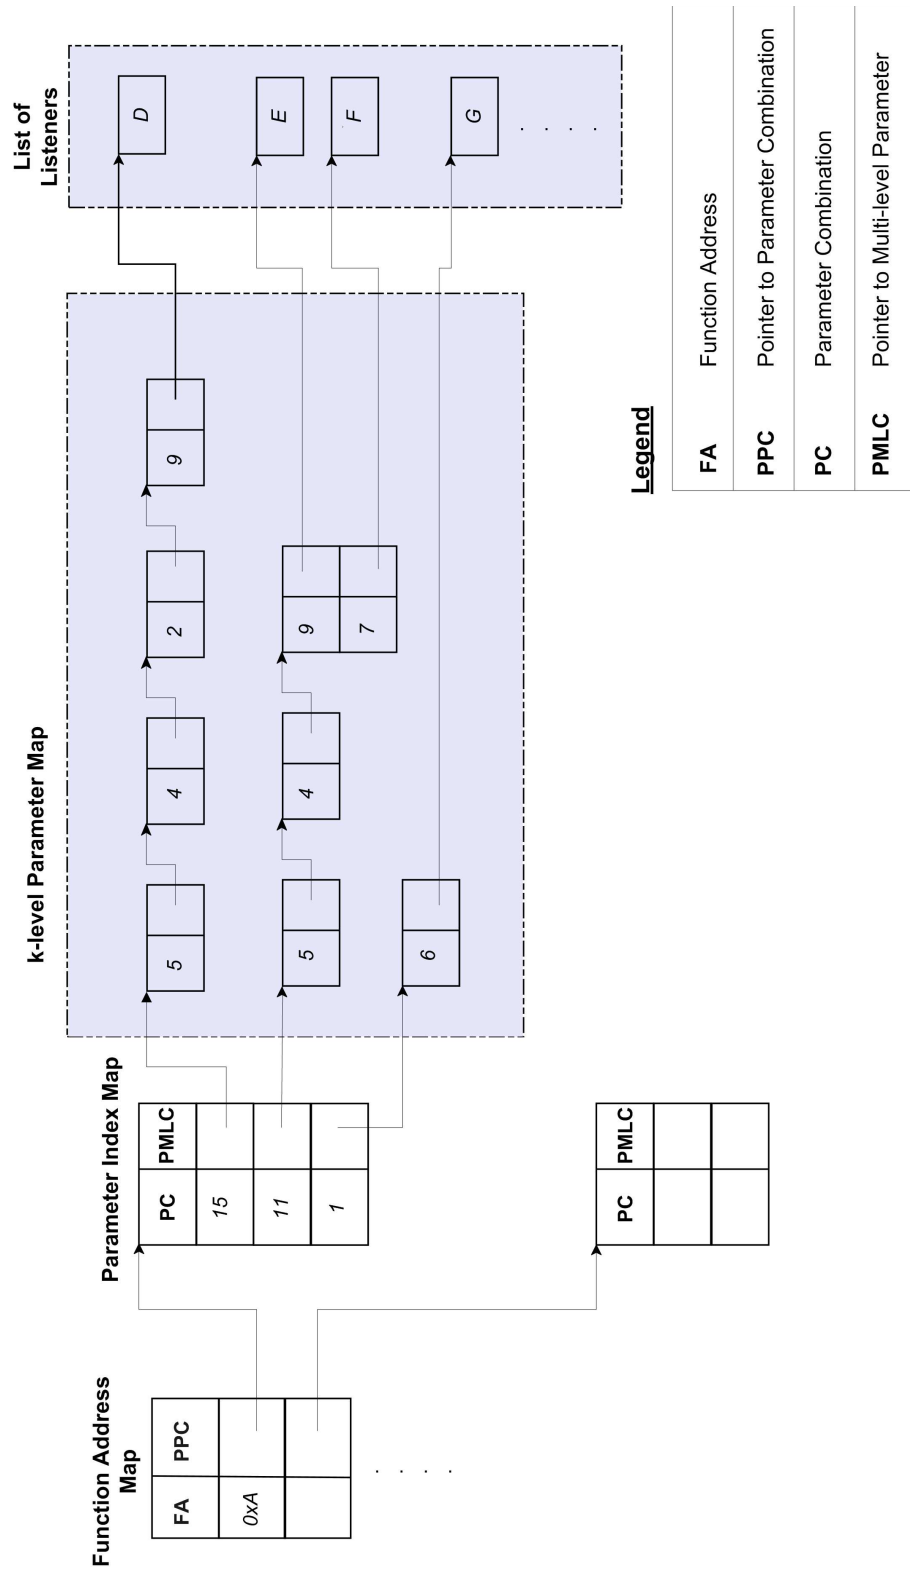 Function Address
Map
FA PPC
0xA
. . . .
Parameter Index Map
PC PMLC
15
11
1
PC PMLC
k-level Parameter Map
5 4 2 9
5 4 9
7
6
List of
Listeners
D
E
F
G
. . . .
Legend
FA Function Address
PPC Pointer to Parameter Combination
PC Parameter Combination
PMLC Pointer to Multi-level Parameter